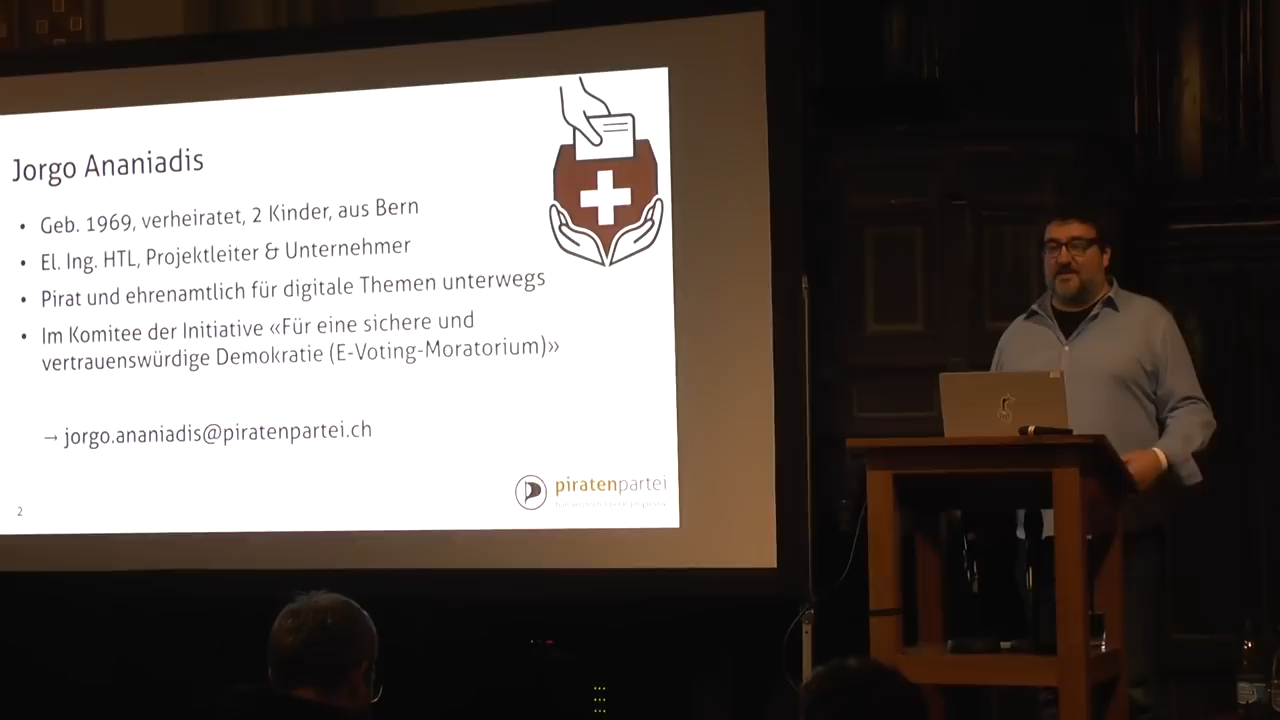 Jorgo Ananiadis
• Geb. 1969, verheiratet, 2 Kinder, aus Bern
• El. Ing. HTL, Projektleiter & Unternehmer
• Pirat und ehrenamtlich für digitale Themen unterwegs
• Im Komitee der Initiative «Für eine sichere und
vertrauenswürdige Demokratie (E-Voting-Moratorium)»
→ jorgo.ananiadis@piratenpartei.ch
piratenpartei
2